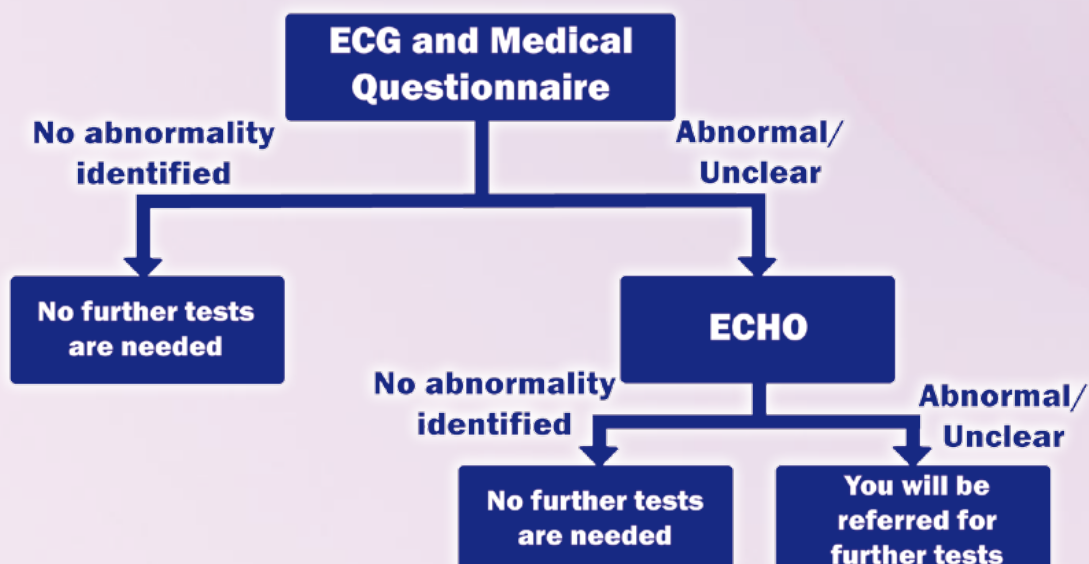 ECG and Medical
Questionnaire
No abnormality
identified
Abnormal/
Unclear
No further tests
are needed
ECHO
No abnormality
identified
Abnormal/
Unclear
No further tests
are needed
You will be
referred for
further tests